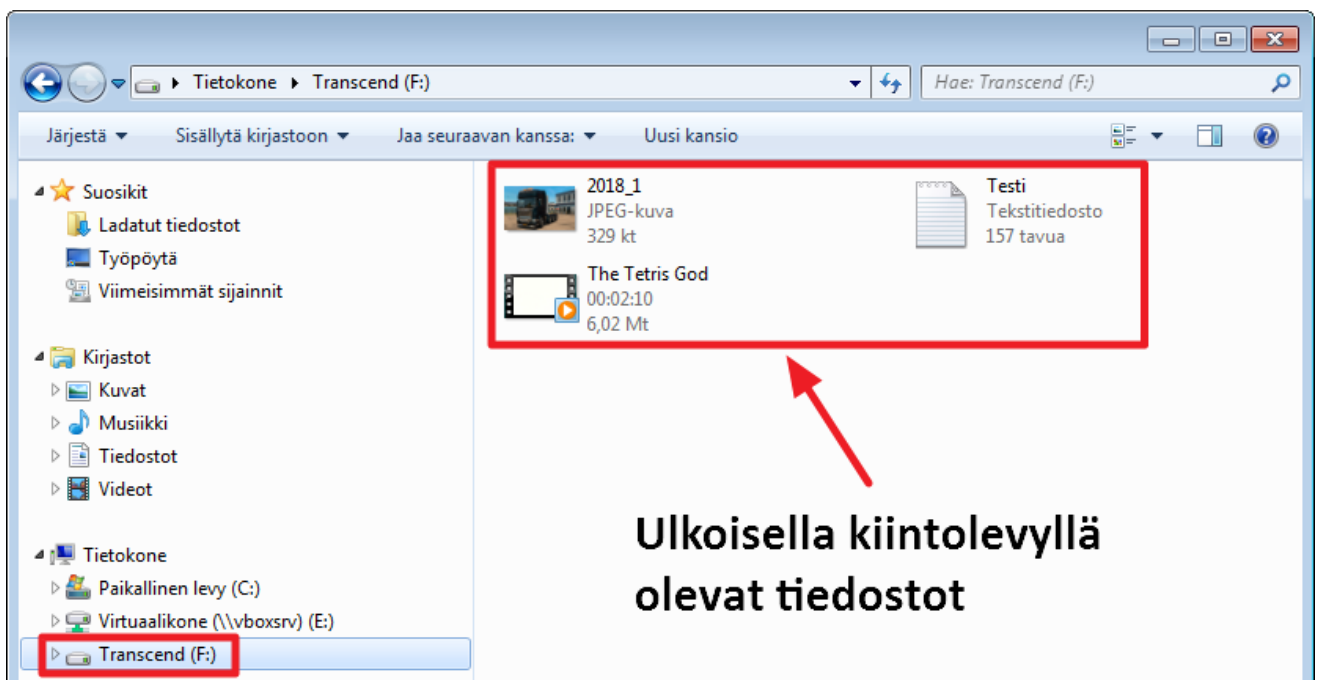 Tietokone Transcend (F:)
Hae: Transcend (F:)
Järjestä Sisällytä kirjastoon Jaa seuraavan kanssa: Uusi kansio
Suosikit
Ladatut tiedostot
Työpöytä
Viimeisimmät sijainnit
Kirjastot
Kuvat
Musiikki
Tiedostot
Videot
Tietokone
Paikallinen levy (C:)
Virtuaalikone (\\vboxsrv) (E:)
Transcend (F:)
2018_1
JPEG-kuva
329 kt
Testi
Tekstitiedosto
157 tavua
The Tetris God
00:02:10
6,02 Mt
Ulkoisella kiintolevyllä
olevat tiedostot